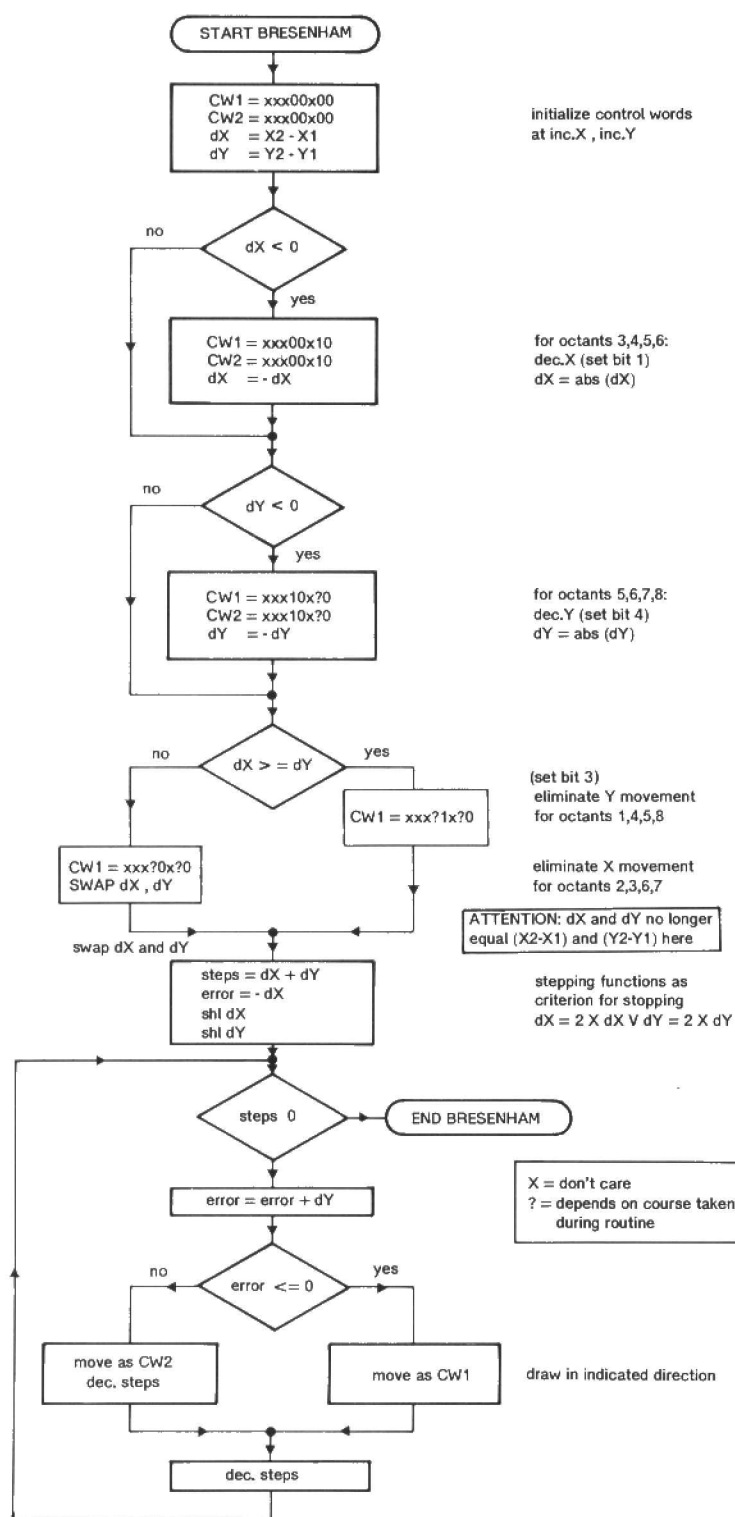 START BRESENHAM
CW1 = xxx00x00
CW2 = xxx00x00
dX = X2 - X1
dY = Y2 - Y1
initialize control words
at inc.X , inc.Y
dX < 0
no
yes
CW1 = xxx00x10
CW2 = xxx00x10
dX = - dX
for octants 3,4,5,6:
dec.X (set bit 1)
dX = abs (dX)
dY < 0
no
yes
CW1 = xxx10x?0
CW2 = xxx10x?0
dY = - dY
for octants 5,6,7,8:
dec.Y (set bit 4)
dY = abs (dY)
dX > = dY
no
yes
(set bit 3)
eliminate Y movement
for octants 1,4,5,8
CW1 = xxx?1x?0
CW1 = xxx?0x?0
SWAP dX , dY
eliminate X movement
for octants 2,3,6,7
ATTENTION: dX and dY no longer
equal (X2-X1) and (Y2-Y1) here
swap dX and dY
steps = dX + dY
error = - dX
shl dX
shl dY
stepping functions as
criterion for stopping
dX = 2 X dX V dY = 2 X dY
steps 0
END BRESENHAM
error = error + dY
X = don't care
? = depends on course taken
during routine
error < = 0
no
yes
move as CW2
dec. steps
move as CW1
draw in indicated direction
dec. steps